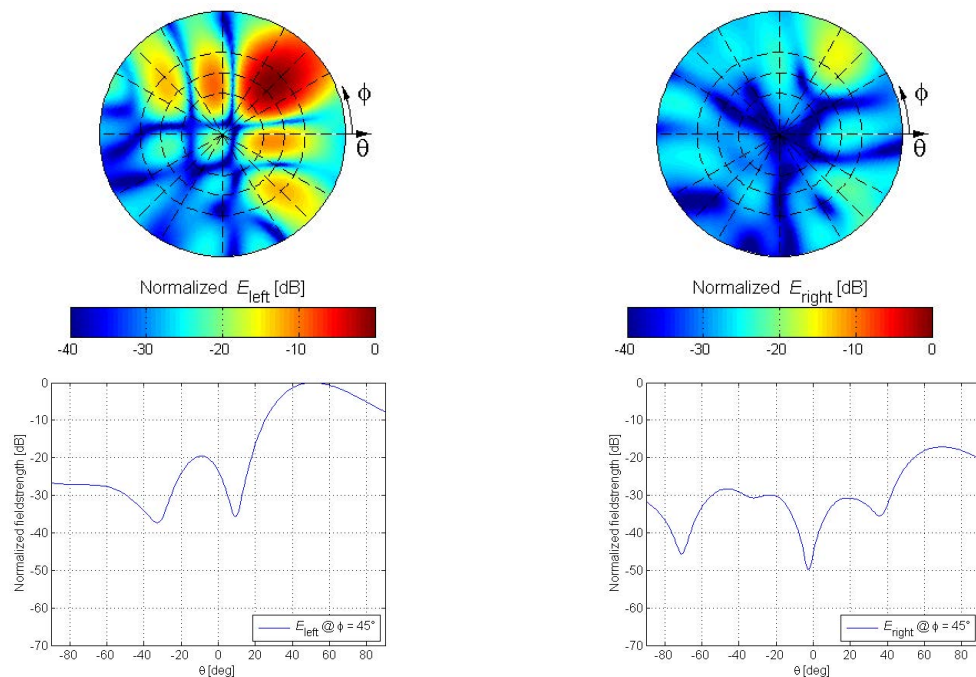 ϕ
θ
Normalized E_left [dB]
-40 -30 -20 -10 0
ϕ
θ
Normalized E_right [dB]
-40 -30 -20 -10 0
Normalized fieldstrength [dB]
0
-10
-20
-30
-40
-50
-60
-70
-80 -60 -40 -20 0 20 40 60 80
θ [deg]
E_left @ ϕ = 45°
Normalized fieldstrength [dB]
0
-10
-20
-30
-40
-50
-60
-70
-80 -60 -40 -20 0 20 40 60 80
θ [deg]
E_right @ ϕ = 45°